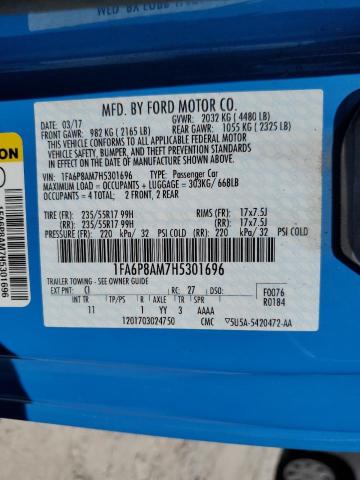 MFD. BY FORD MOTOR CO.
03/17 GVWR: 2032 KG ( 4480 LB)
FRONT GAWR: 982 KG ( 2165 LB) REAR GAWR: 1055 KG ( 2325 LB)
THIS VEHICLE CONFORMS TO ALL APPLICABLE FEDERAL MOTOR VEHICLE
SAFETY, BUMPER, AND THEFT PREVENTION STANDARDS IN
EFFECT ON THE DATE OF MANUFACTURE SHOWN ABOVE.
VIN: 1FA6P8AM7H5301696 TYPE: Passenger Car
MAXIMUM LOAD = OCCUPANTS + LUGGAGE = 303KG/ 668LB
OCCUPANTS = 4 TOTAL: 2 FRONT, 2 REAR
TIRE (FR): 235/55R17 99H RIMS (FR): 17x7.5J
(RR): 235/55R17 99H (RR): 17x7.5J
PRESSURE (FR): 220 kPa/ 32 PSI COLD (RR): 220 kPa/ 32 PSI COLD
1FA6P8AM7H5301696
TRAILER TOWING - SEE OWNER GUIDE
EXT PNT: CI RC: 27 DSO: F0076
INT TR TP/PS R AXLE TR SPR R0184
11 1 YY 3 AAAA
1201703024750 CMC ▽5U5A-5420472-AA
ION
1FA6P8AM7H5301696